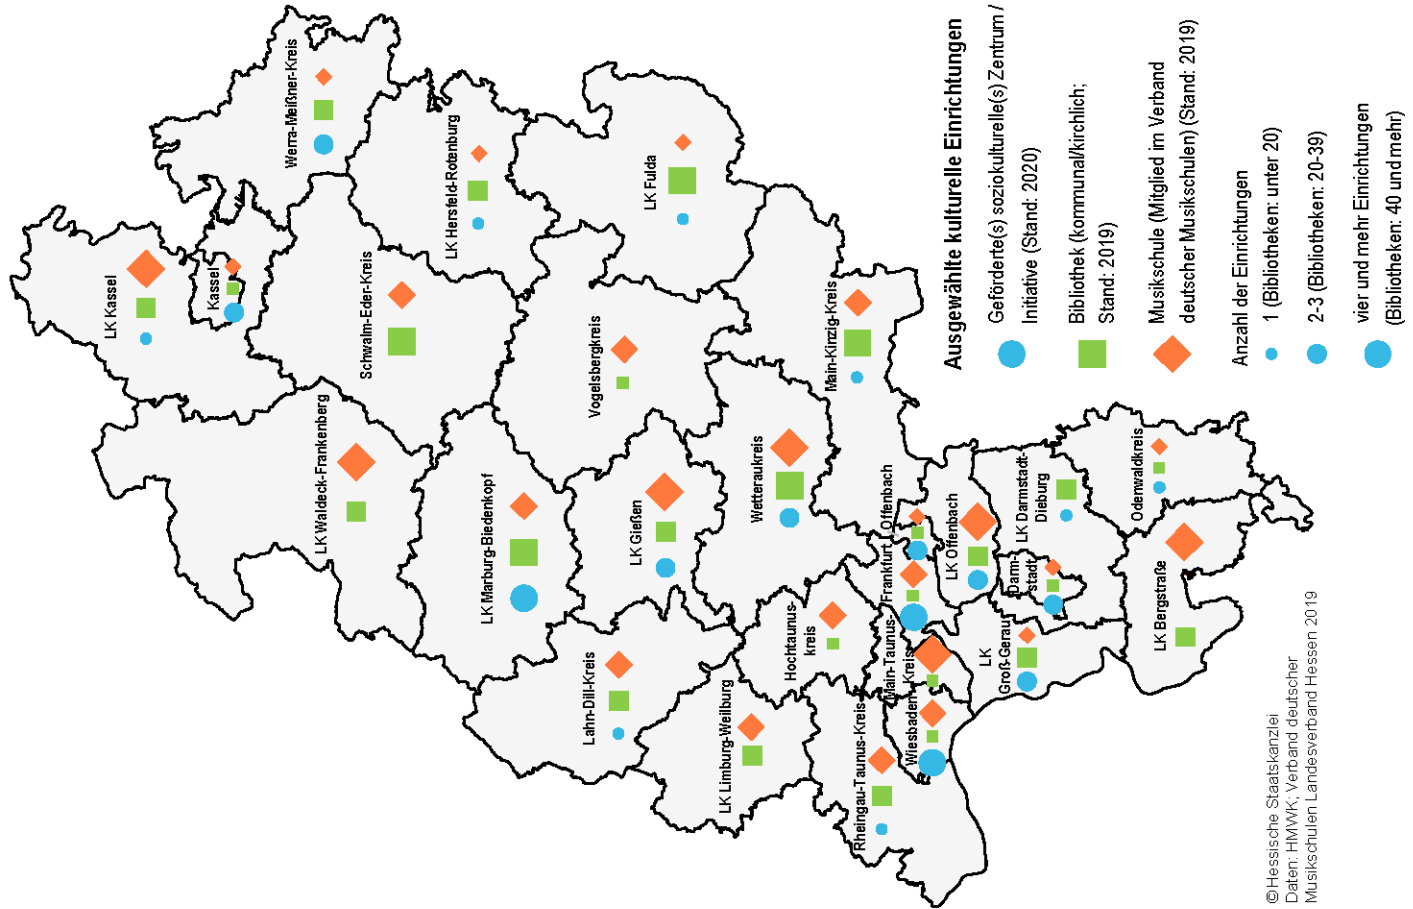 Werra-Meißner-Kreis
LK Kassel
Kassel
LK Hersfeld-Rotenburg
Schwalm-Eder-Kreis
LK Waldeck-Frankenberg
LK Fulda
Vogelsbergkreis
LK Marburg-Biedenkopf
LK Gießen
Lahn-Dill-Kreis
Main-Kinzig-Kreis
Wetteraukreis
LK Limburg-Weilburg
Hochtaunus-
kreis
Rheingau-Taunus-Kreis
Main-Taunus-
Kreis
Wiesbaden
Frankfurt
Offenbach
LK Offenbach
LK
Groß-Gerau
Darm-
stadt
LK Darmstadt-
Dieburg
Odenwaldkreis
LK Bergstraße
Ausgewählte kulturelle Einrichtungen
Geförderte(s) soziokulturelle(s) Zentrum /
Initiative (Stand: 2020)
Bibliothek (kommunal/kirchlich;
Stand: 2019)
Musikschule (Mitglied im Verband
deutscher Musikschulen) (Stand: 2019)
Anzahl der Einrichtungen
1 (Bibliotheken: unter 20)
2-3 (Bibliotheken: 20-39)
vier und mehr Einrichtungen
(Bibliotheken: 40 und mehr)
©Hessische Staatskanzlei
Daten: HMWK; Verband deutscher
Musikschulen Landesverband Hessen 2019